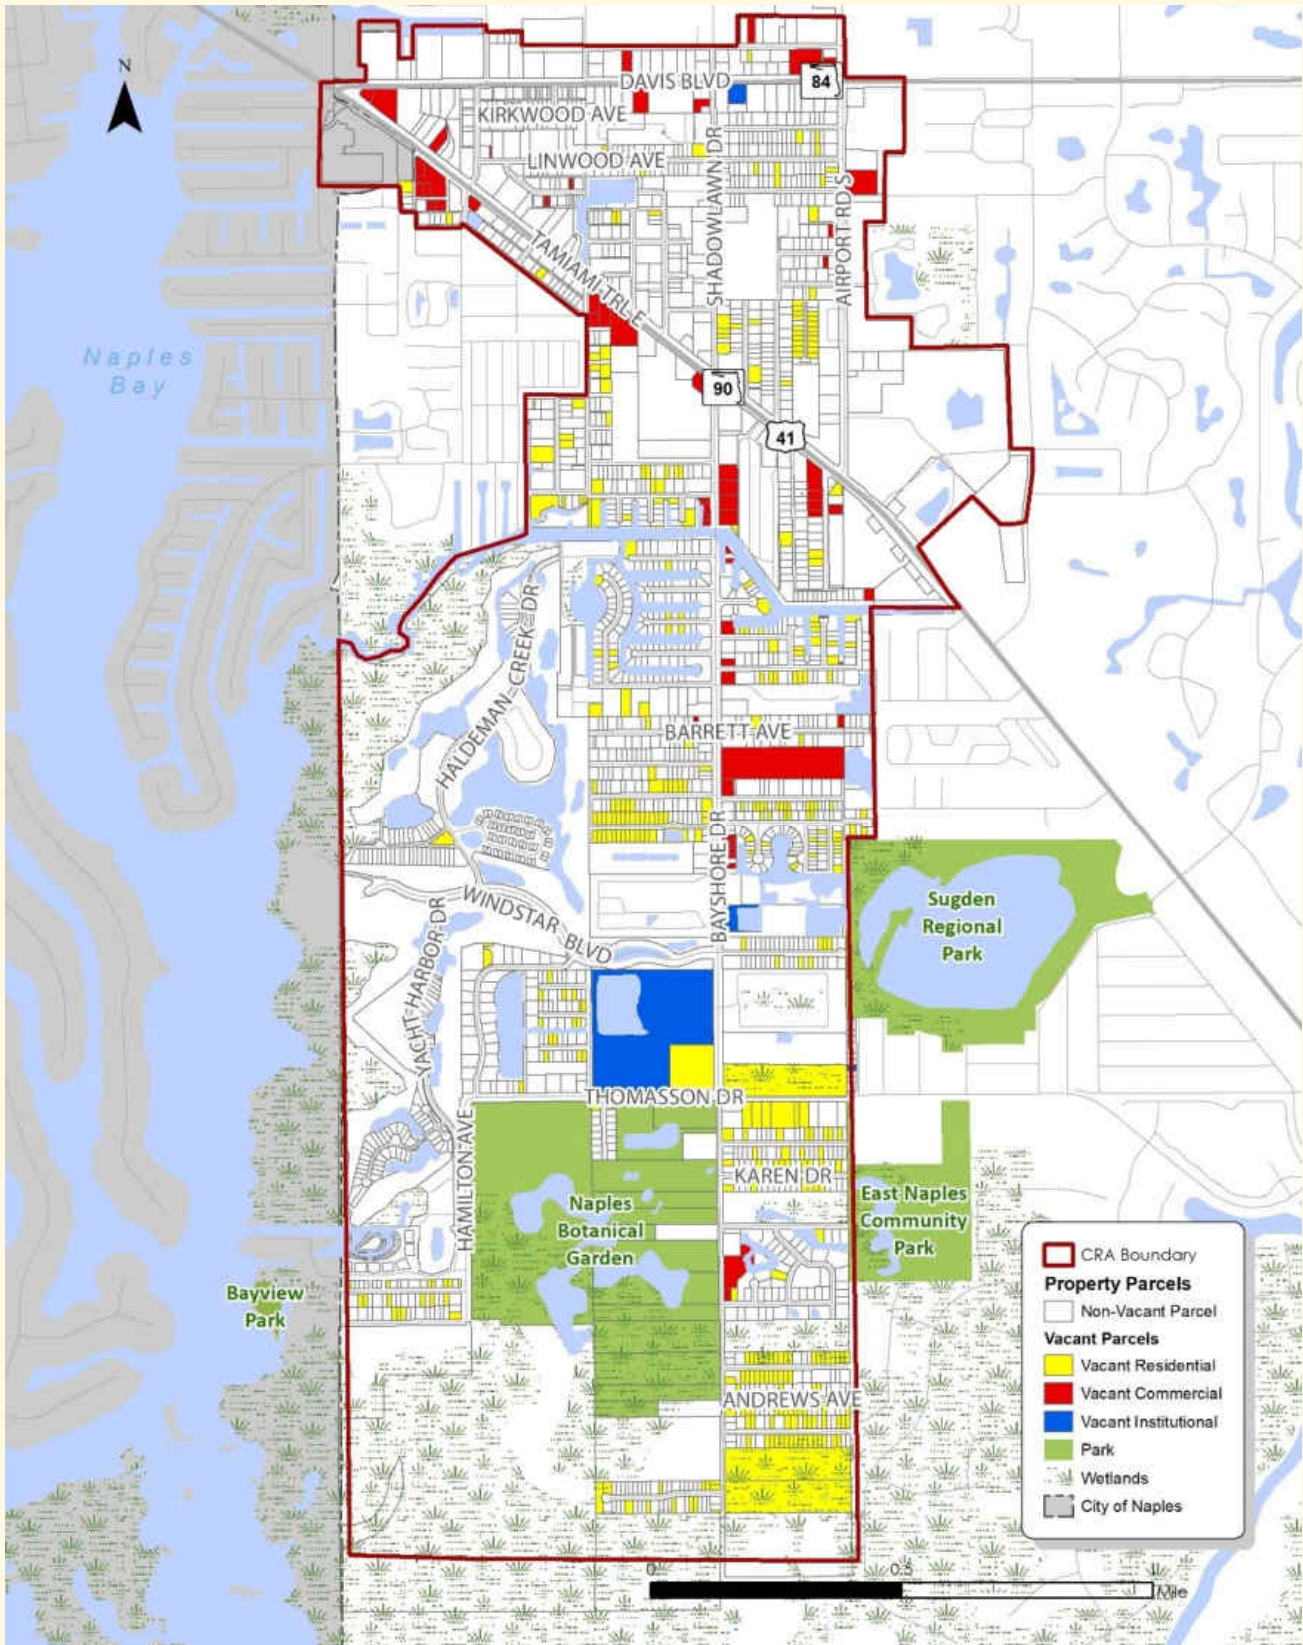 N
DAVIS BLVD
84
KIRKWOOD AVE
LINWOOD AVE
SHADOWLAWN DR
AIRPORT RD S
TAMIAMI TRL E
Naples
Bay
90
41
HALDEMAN CREEK DR
BARRETT AVE
BAYSHORE DR
WINDSTAR BLVD
YACHT HARBOR DR
Sugden
Regional
Park
THOMASSON DR
HAMILTON AVE
KAREN DR
Naples
Botanical
Garden
East Naples
Community
Park
Bayview
Park
ANDREWS AVE
CRA Boundary
Property Parcels
Non-Vacant Parcel
Vacant Parcels
Vacant Residential
Vacant Commercial
Vacant Institutional
Park
Wetlands
City of Naples
0 0.5 1
Mile